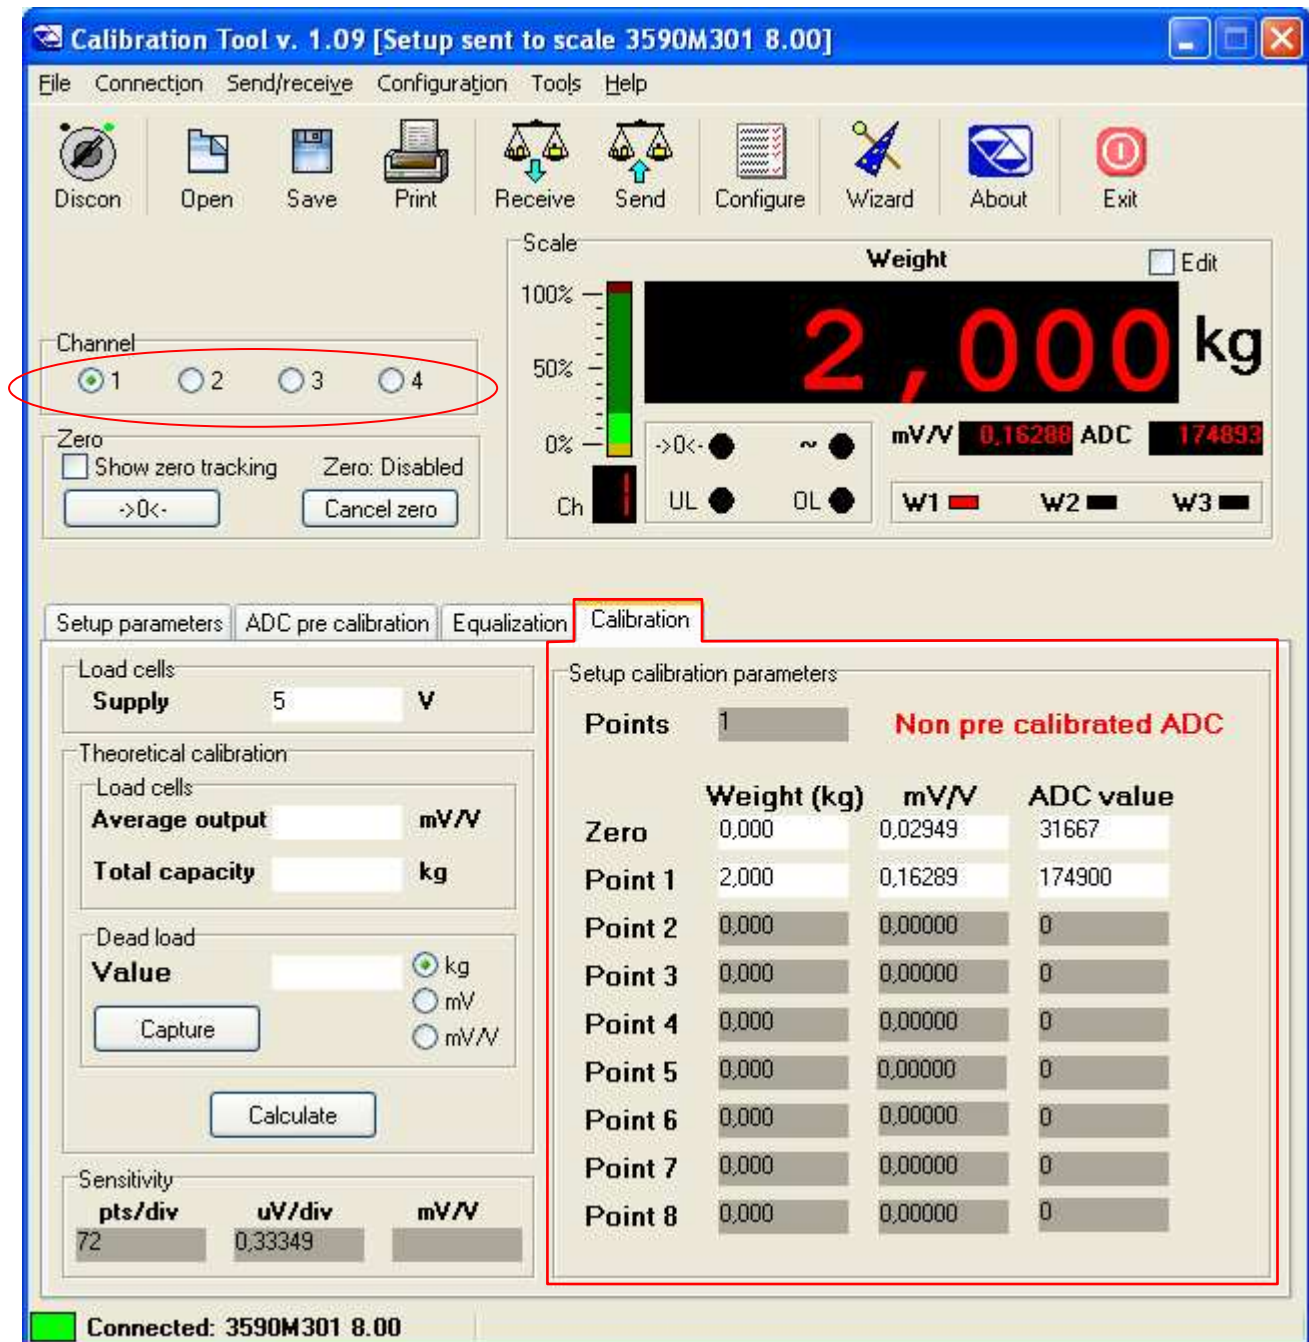 Calibration Tool v. 1.09 [Setup sent to scale 3590M301 8.00]
File Connection Send/receive Configuration Tools Help
Discon Open Save Print Receive Send Configure Wizard About Exit
Scale
Weight
Edit
100%
50%
0%
2,000 kg
Channel
1 2 3 4
Zero
Show zero tracking Zero: Disabled
->0<- Cancel zero
->0<- ~
mV/V 0,16288 ADC 174893
Ch 1
UL OL
W1 W2 W3
Setup parameters ADC pre calibration Equalization Calibration
Load cells
Supply 5 V
Theoretical calibration
Load cells
Average output mV/V
Total capacity kg
Dead load
Value
kg
mV
mV/V
Capture
Calculate
Sensitivity
pts/div uV/div mV/V
72 0,33349
Setup calibration parameters
Points 1 Non pre calibrated ADC
Weight (kg) mV/V ADC value
Zero 0,000 0,02949 31667
Point 1 2,000 0,16289 174900
Point 2 0,000 0,00000 0
Point 3 0,000 0,00000 0
Point 4 0,000 0,00000 0
Point 5 0,000 0,00000 0
Point 6 0,000 0,00000 0
Point 7 0,000 0,00000 0
Point 8 0,000 0,00000 0
Connected: 3590M301 8.00